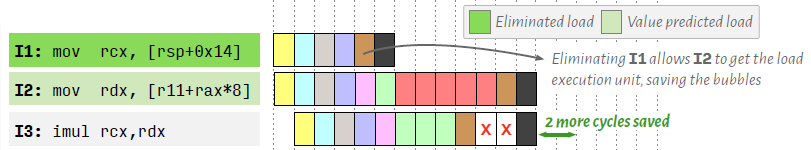 Eliminated load Value predicted load
I1: mov rcx, [rsp+0x14]
Eliminating I1 allows I2 to get the load
execution unit, saving the bubbles
I2: mov rdx, [r11+rax*8]
I3: imul rcx,rdx
X X
2 more cycles saved